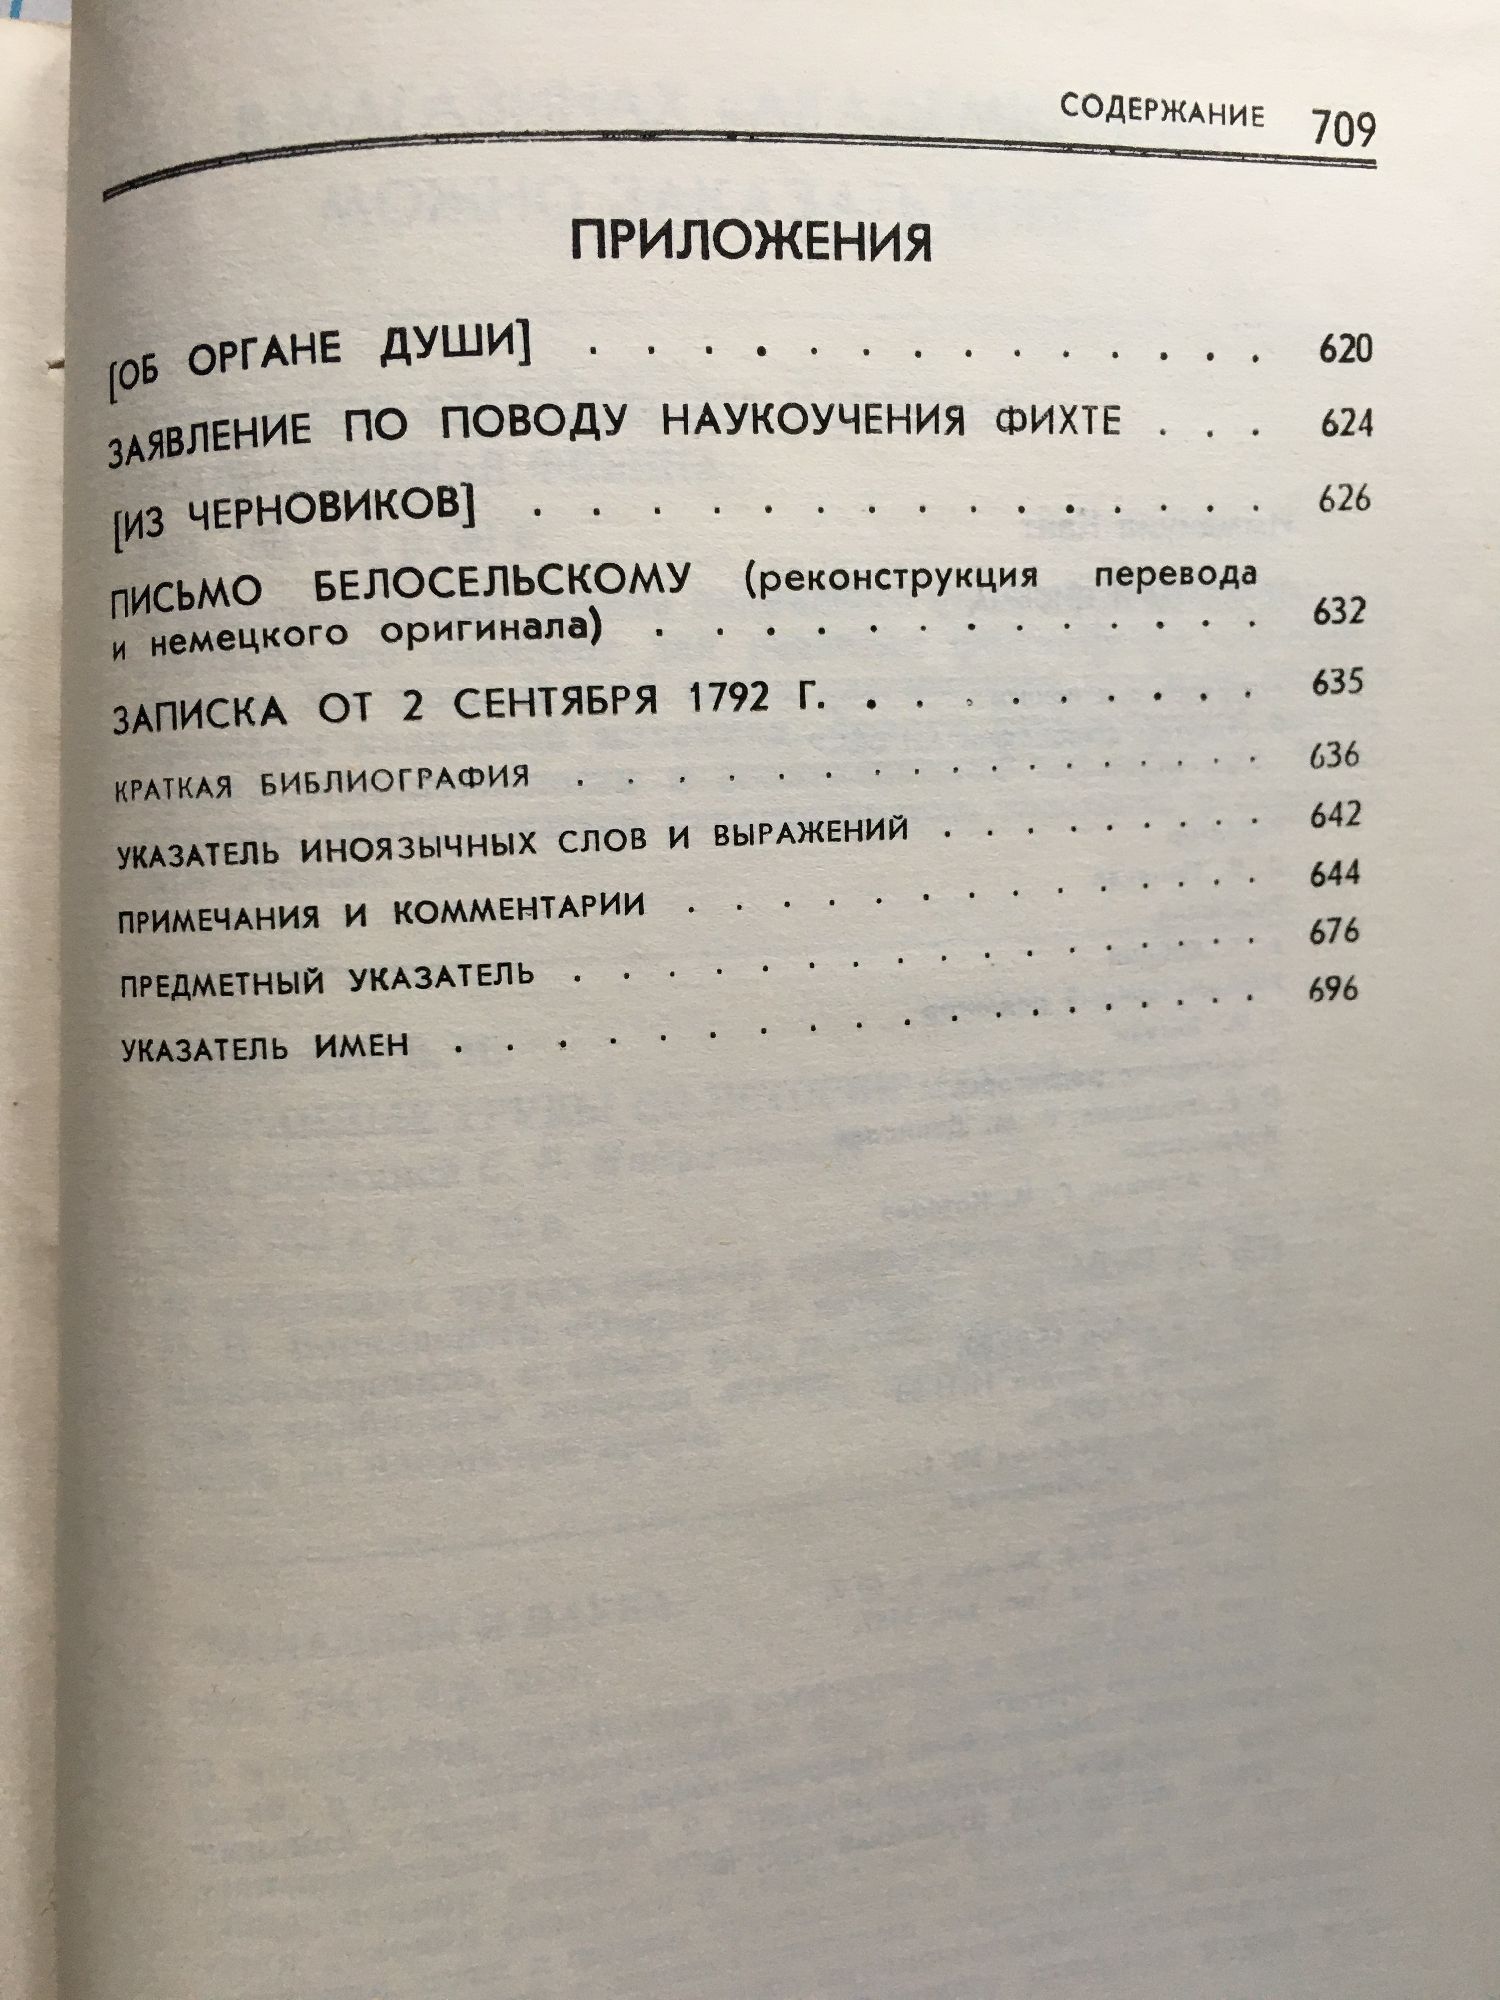 СОДЕРЖАНИЕ 709
ПРИЛОЖЕНИЯ
[ОБ ОРГАНЕ ДУШИ] . . . . . . . . . . . . . . 620
ЗАЯВЛЕНИЕ ПО ПОВОДУ НАУКОУЧЕНИЯ ФИХТЕ . . . 624
[ИЗ ЧЕРНОВИКОВ] . . . . . . . . . . . . . . . 626
ПИСЬМО БЕЛОСЕЛЬСКОМУ (реконструкция перевода
и немецкого оригинала) . . . . . . . . . . . . 632
ЗАПИСКА ОТ 2 СЕНТЯБРЯ 1792 Г. . . . . . . . . 635
КРАТКАЯ БИБЛИОГРАФИЯ . . . . . . . . . . . . . . 636
УКАЗАТЕЛЬ ИНОЯЗЫЧНЫХ СЛОВ И ВЫРАЖЕНИЙ . . . . . . . . 642
ПРИМЕЧАНИЯ И КОММЕНТАРИИ . . . . . . . . . . . . . 644
ПРЕДМЕТНЫЙ УКАЗАТЕЛЬ . . . . . . . . . . . . . . . 676
УКАЗАТЕЛЬ ИМЕН . . . . . . . . . . . . . . . . . 696